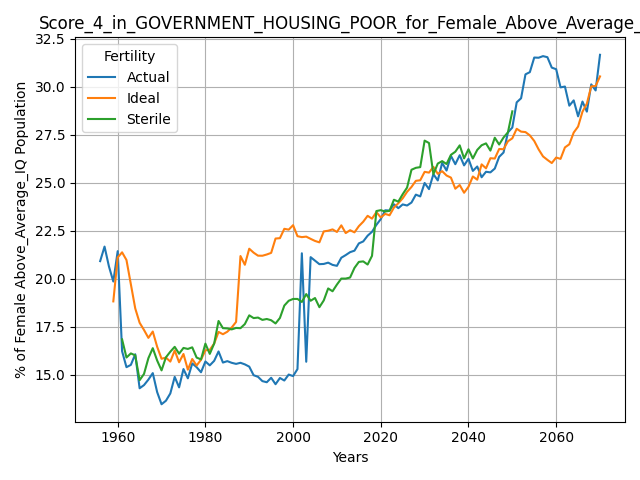 Score_4_in_GOVERNMENT_HOUSING_POOR_for_Female_Above_Average_
% of Female Above_Average_IQ Population
32.5
30.0
27.5
25.0
22.5
20.0
17.5
15.0
Fertility
Actual
Ideal
Sterile
1960 1980 2000 2020 2040 2060
Years